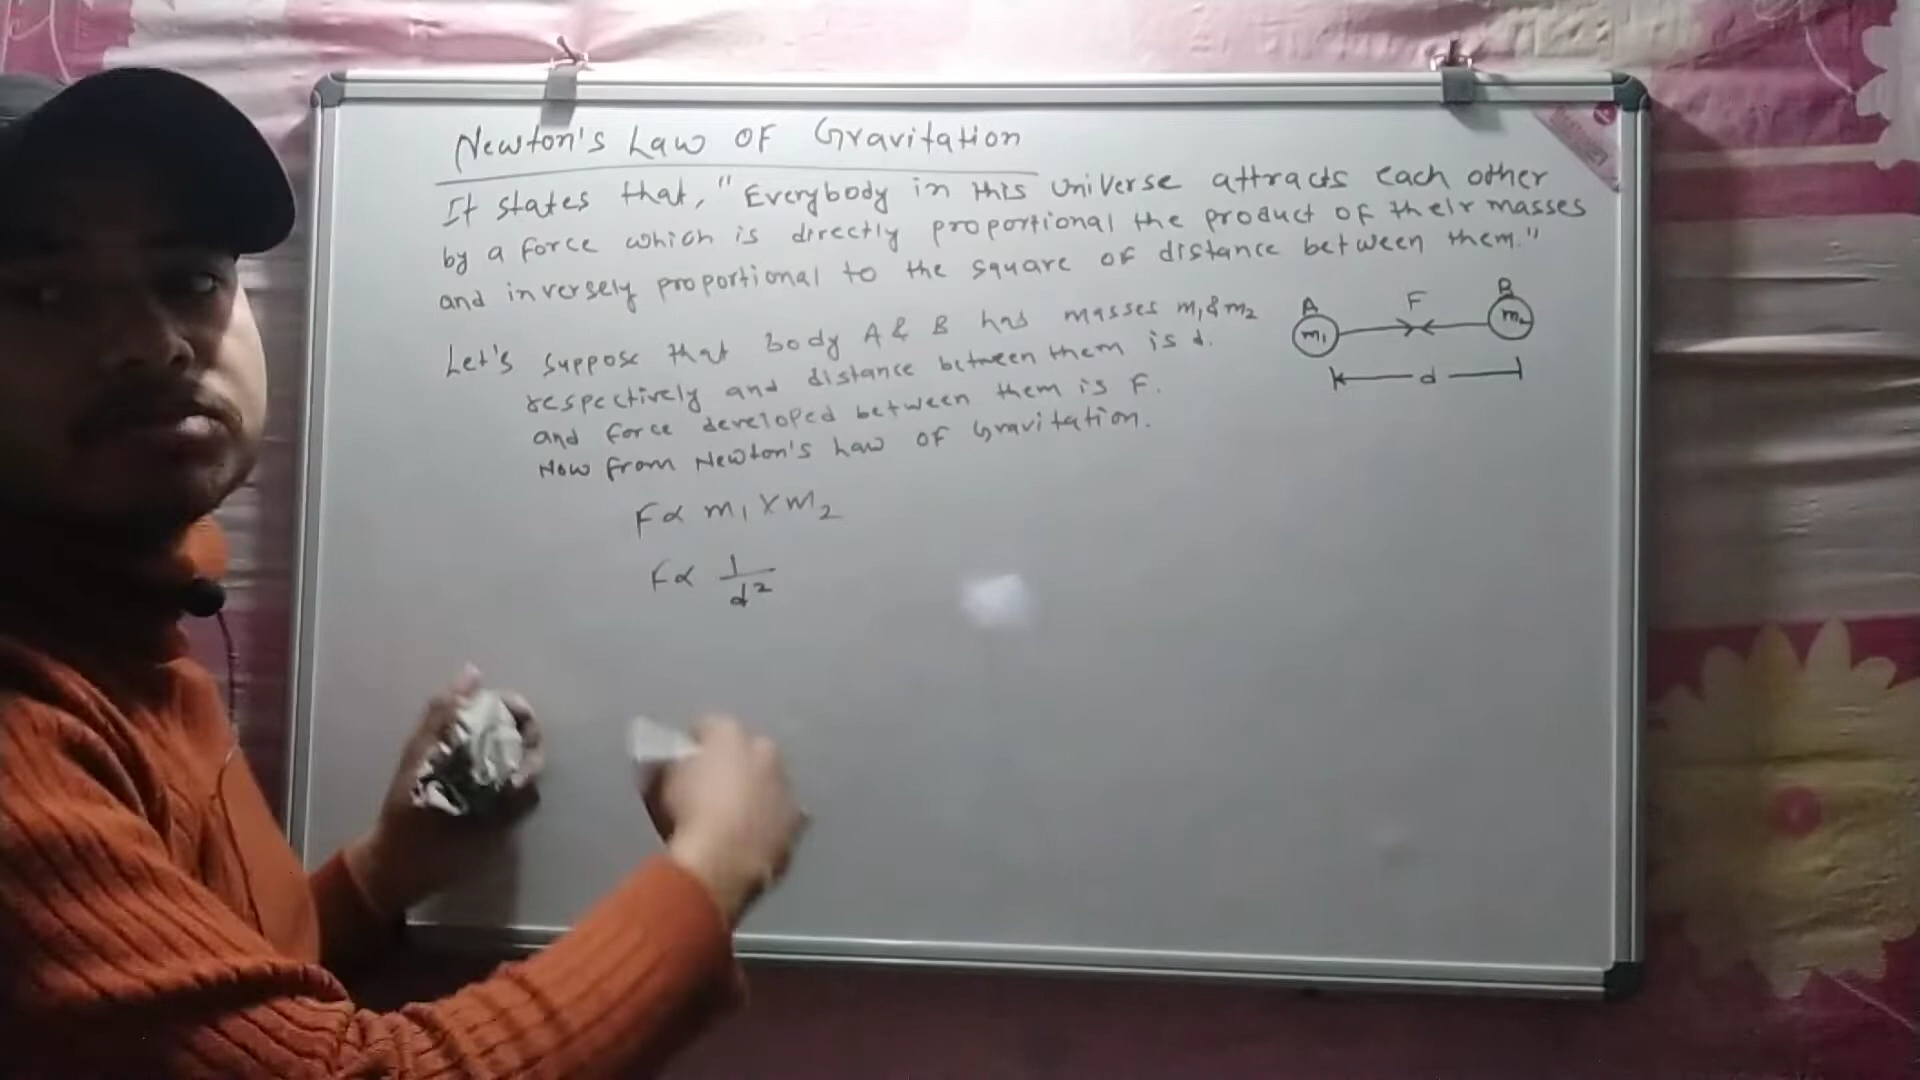 Newton's Law OF Gravitation
It states that, "Everybody in this Universe attracts each other
by a force which is directly proportional the product of their masses
and inversely proportional to the square of distance between them."
Let's suppose that body A & B has masses m₁ & m₂
respectively and distance between them is d.
and force developed between them is F.
Now from Newton's Law of Gravitation.
F∝ m₁ X m₂
F∝ 1/d²
A F B
m₁ m₂
d